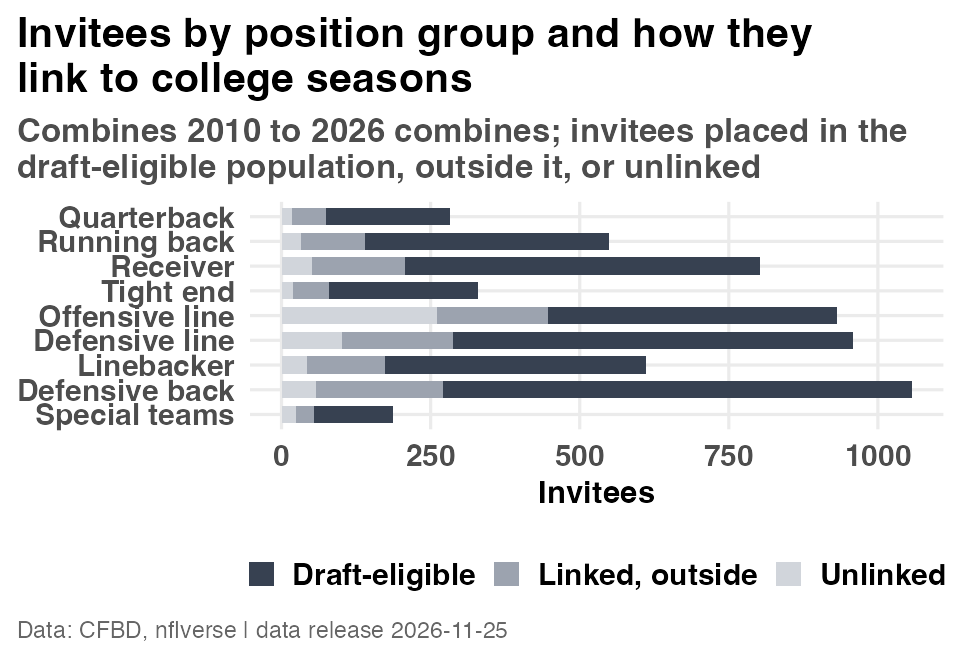 Invitees by position group and how they
link to college seasons
Combines 2010 to 2026 combines; invitees placed in the
draft-eligible population, outside it, or unlinked
Quarterback
Running back
Receiver
Tight end
Offensive line
Defensive line
Linebacker
Defensive back
Special teams
0 250 500 750 1000
Invitees
Draft-eligible Linked, outside Unlinked
Data: CFBD, nflverse | data release 2026-11-25